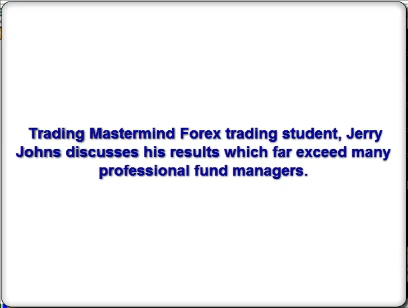 Trading Mastermind Forex trading student, Jerry
Johns discusses his results which far exceed many
professional fund managers.